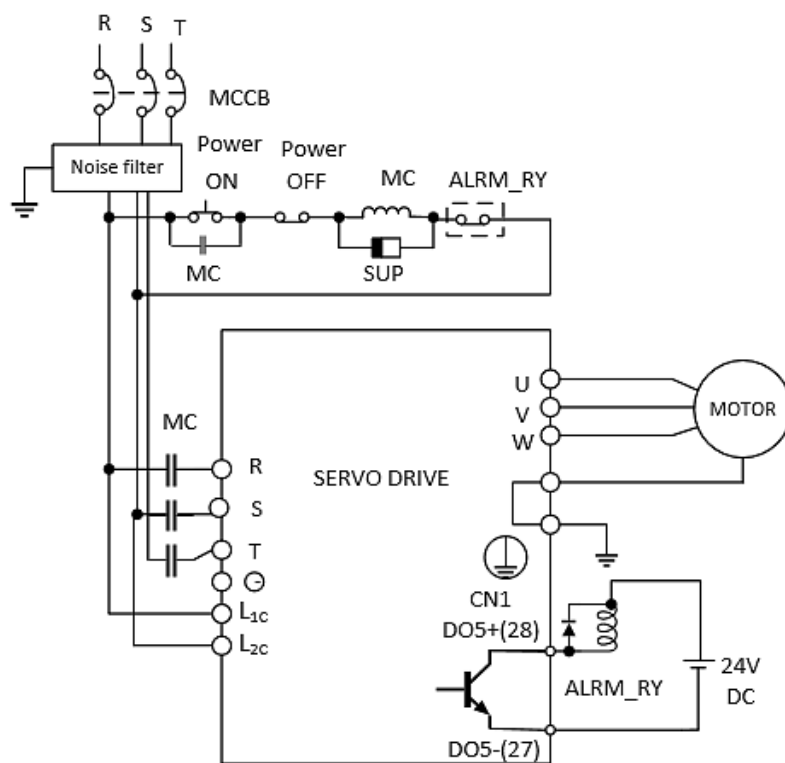 R S T
MCCB
Noise filter
Power
ON
Power
OFF
MC
ALRM_RY
MC
SUP
MC
R
S
T
L1C
L2C
SERVO DRIVE
U
V
W
MOTOR
CN1
DO5+(28)
ALRM_RY
24V
DC
DO5-(27)